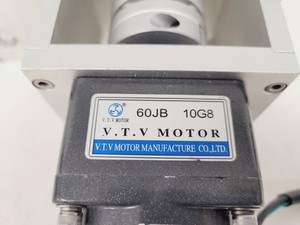 60JB 10G8
V.T.V MOTOR
V.T.V MOTOR
V.T.V MOTOR MANUFACTURE CO.,LTD.